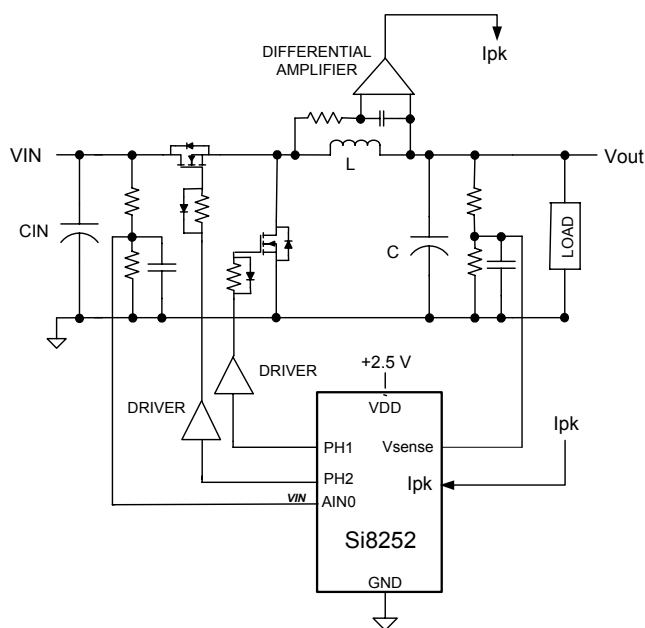 DIFFERENTIAL
AMPLIFIER
Ipk
VIN
L
Vout
CIN
C
LOAD
DRIVER
+2.5 V
DRIVER
VDD
PH1
Vsense
Ipk
PH2
Ipk
VIN
AIN0
Si8252
GND